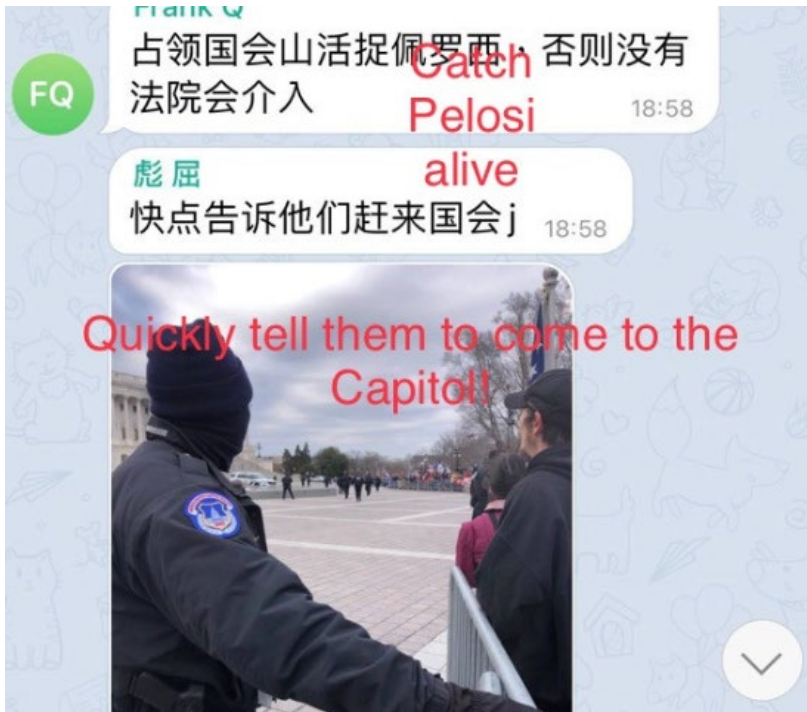 Frank Q
占领国会山活捉佩罗西，否则没有
法院会介入
18:58
FQ
Catch
Pelosi
alive
彪 屈
快点告诉他们赶来国会j
18:58
Quickly tell them to come to the
Capitol!